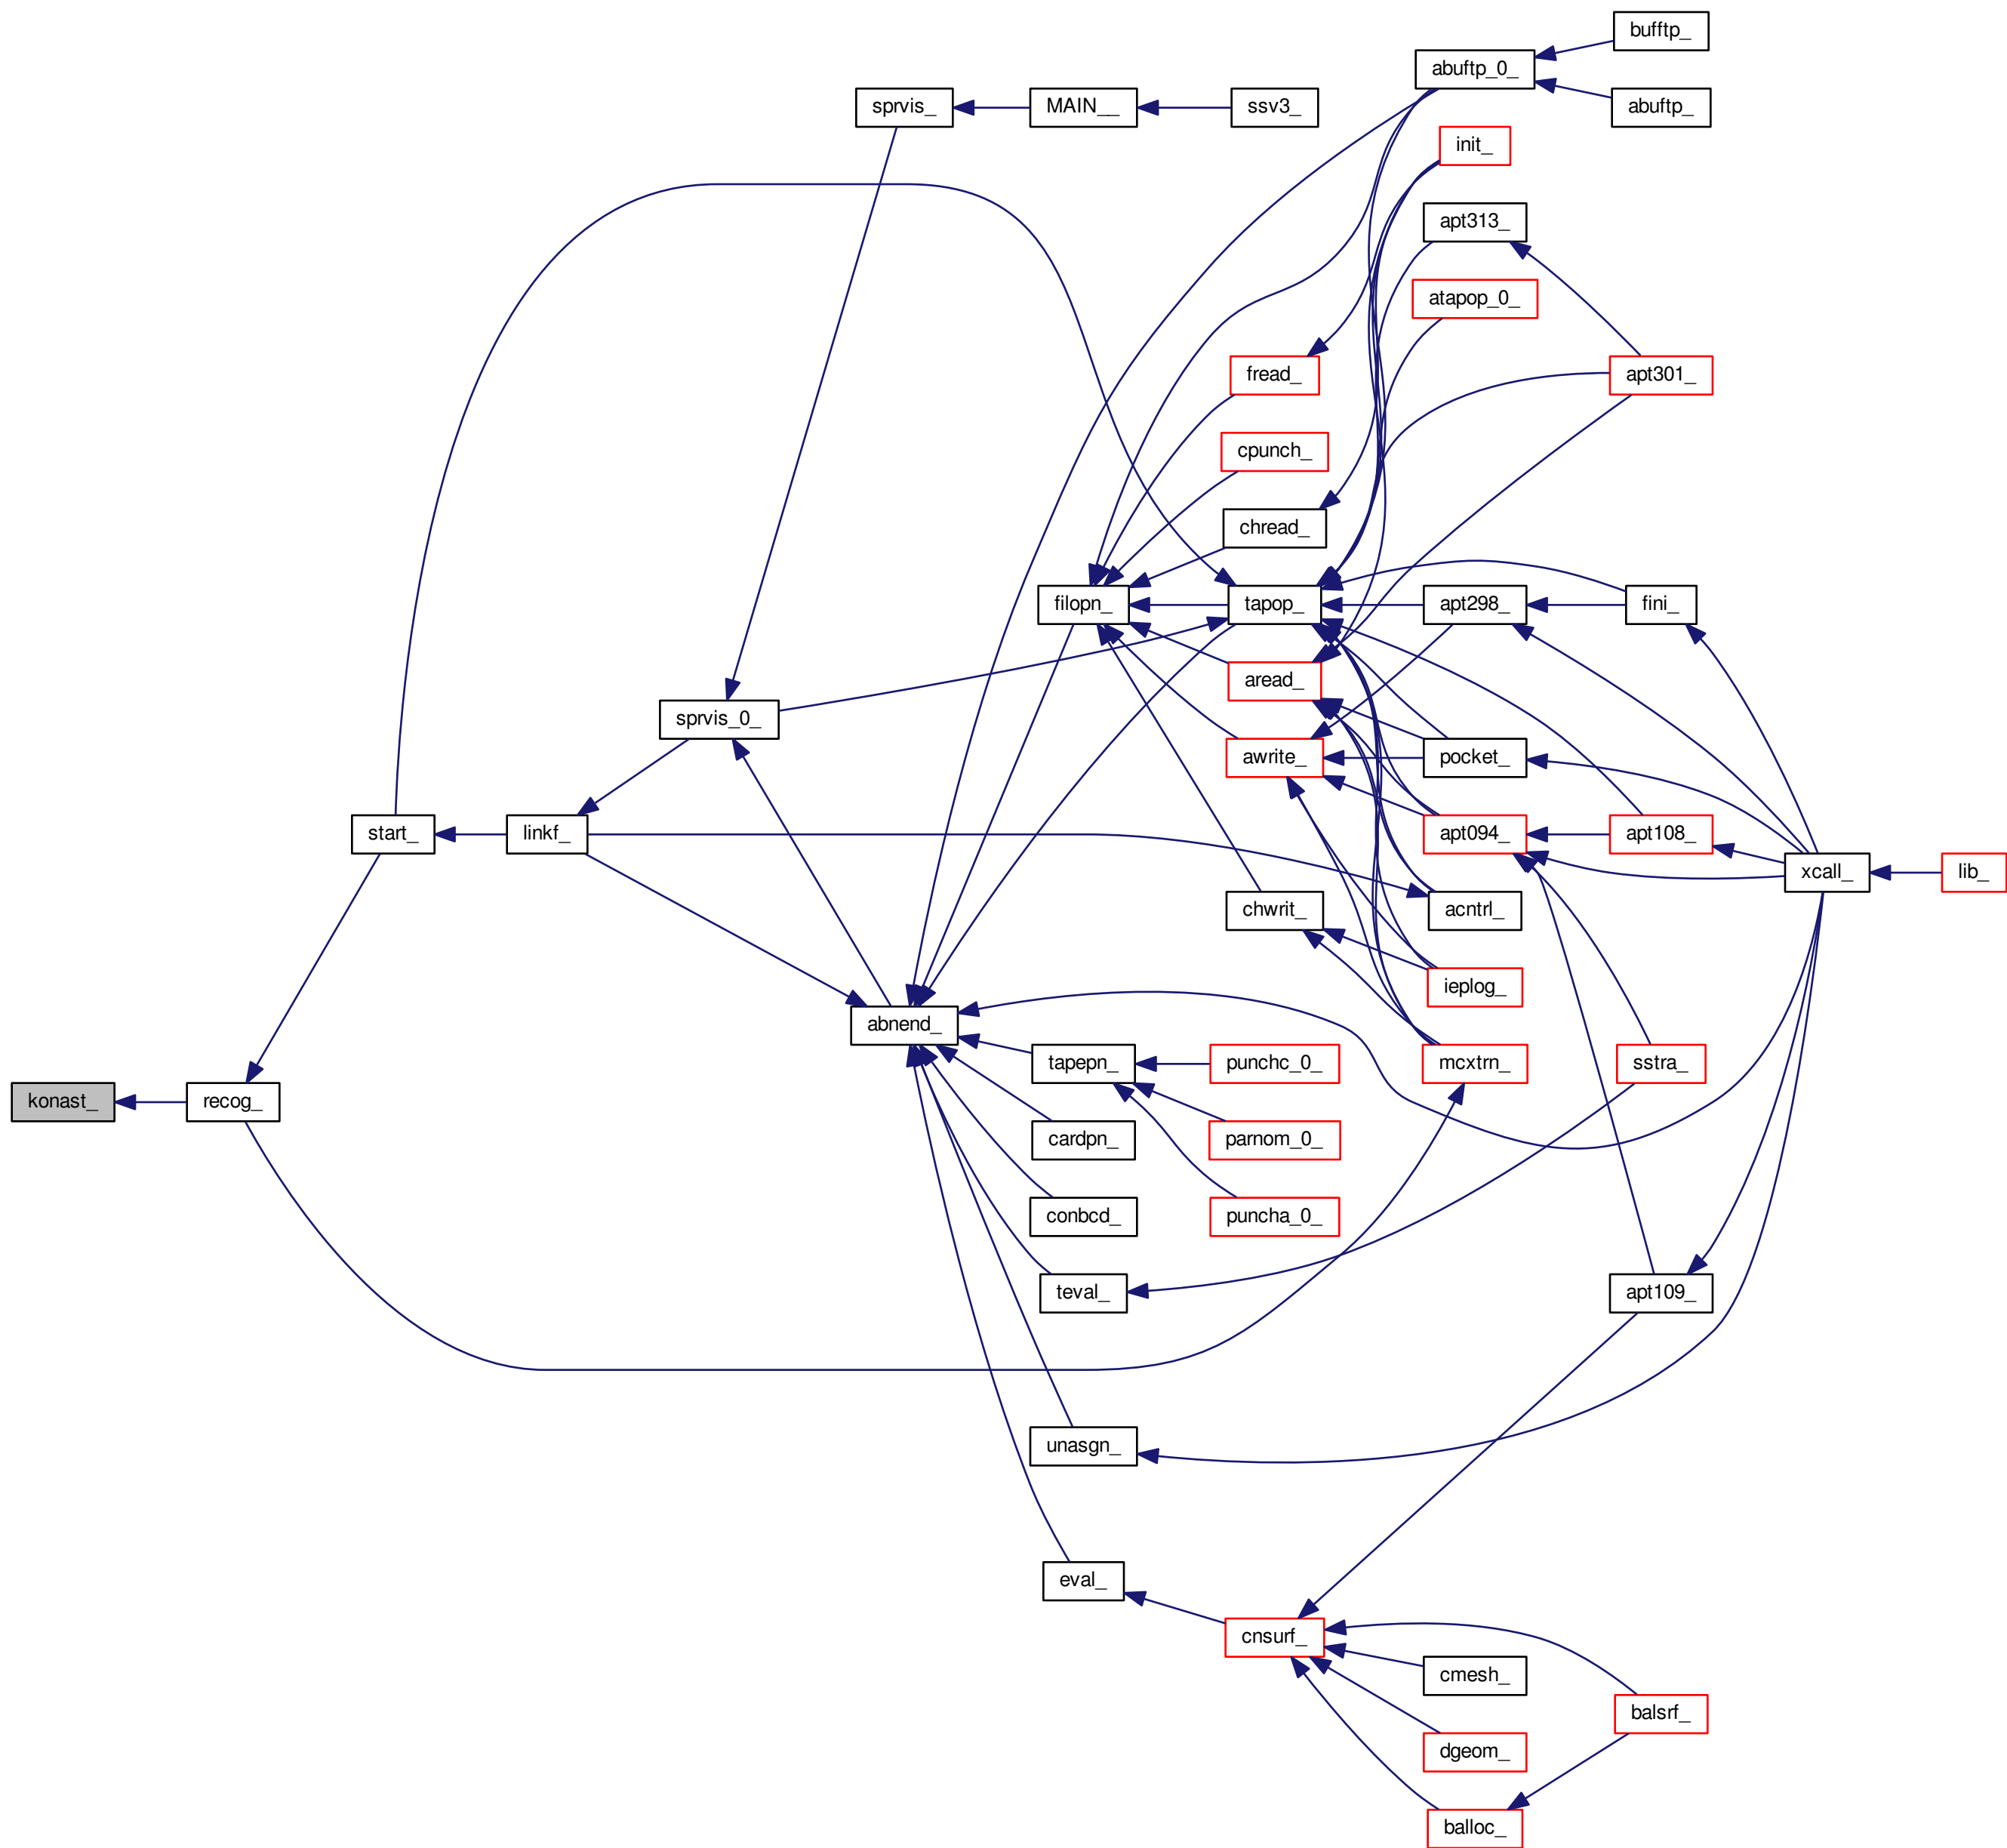 bufftp_
abuftp_0_
sprvis_
MAIN__
ssv3_
abuftp_
init_
apt313_
atapop_0_
fread_
apt301_
cpunch_
chread_
filopn_
tapop_
apt298_
fini_
aread_
sprvis_0_
awrite_
pocket_
start_
linkf_
apt094_
apt108_
xcall_
lib_
chwrit_
acntrl_
ieplog_
abnend_
tapepn_
punchc_0_
mcxtrn_
sstra_
konast_
recog_
cardpn_
parnom_0_
conbcd_
puncha_0_
teval_
apt109_
unasgn_
eval_
cnsurf_
cmesh_
balsrf_
dgeom_
balloc_